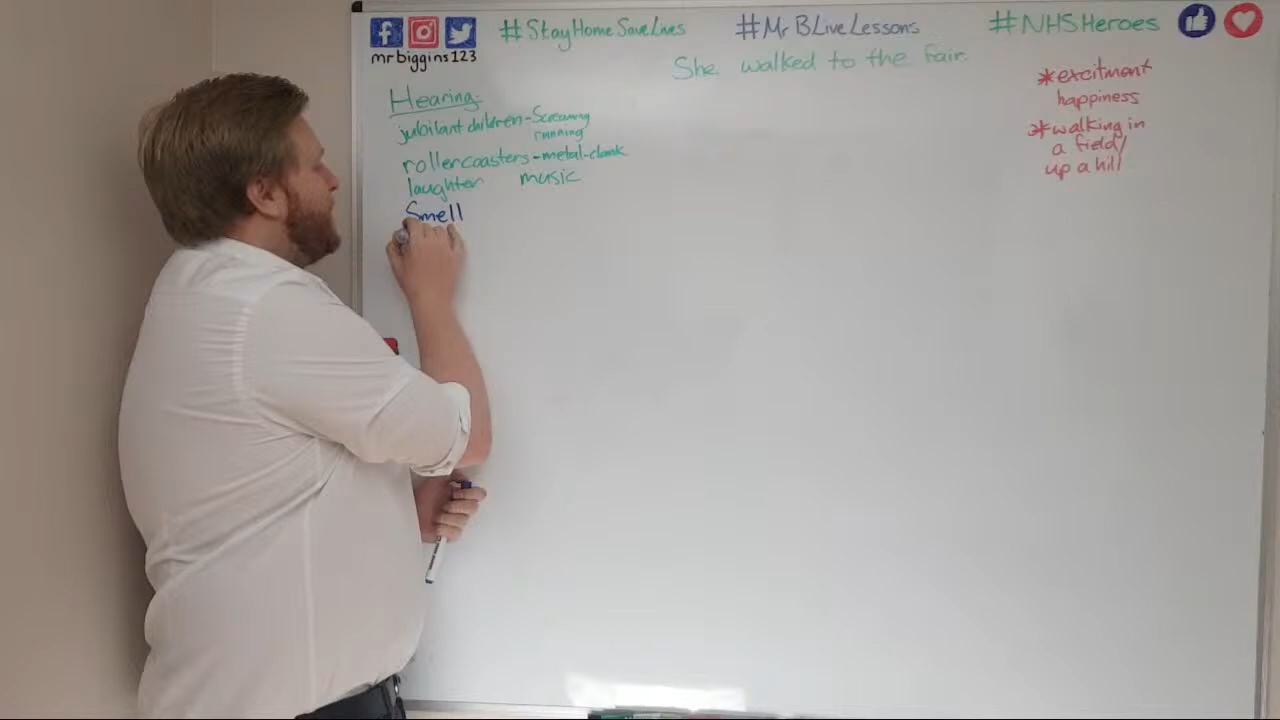 #StayHomeSaveLives #MrBLiveLessons #NHSHeroes
mrbiggins123
She walked to the fair.
Hearing
jubilant children-Screaming
running
rollercoasters-metal-clank
laughter music
Smell
*excitment
happiness
*walking in
a field/
up a hill